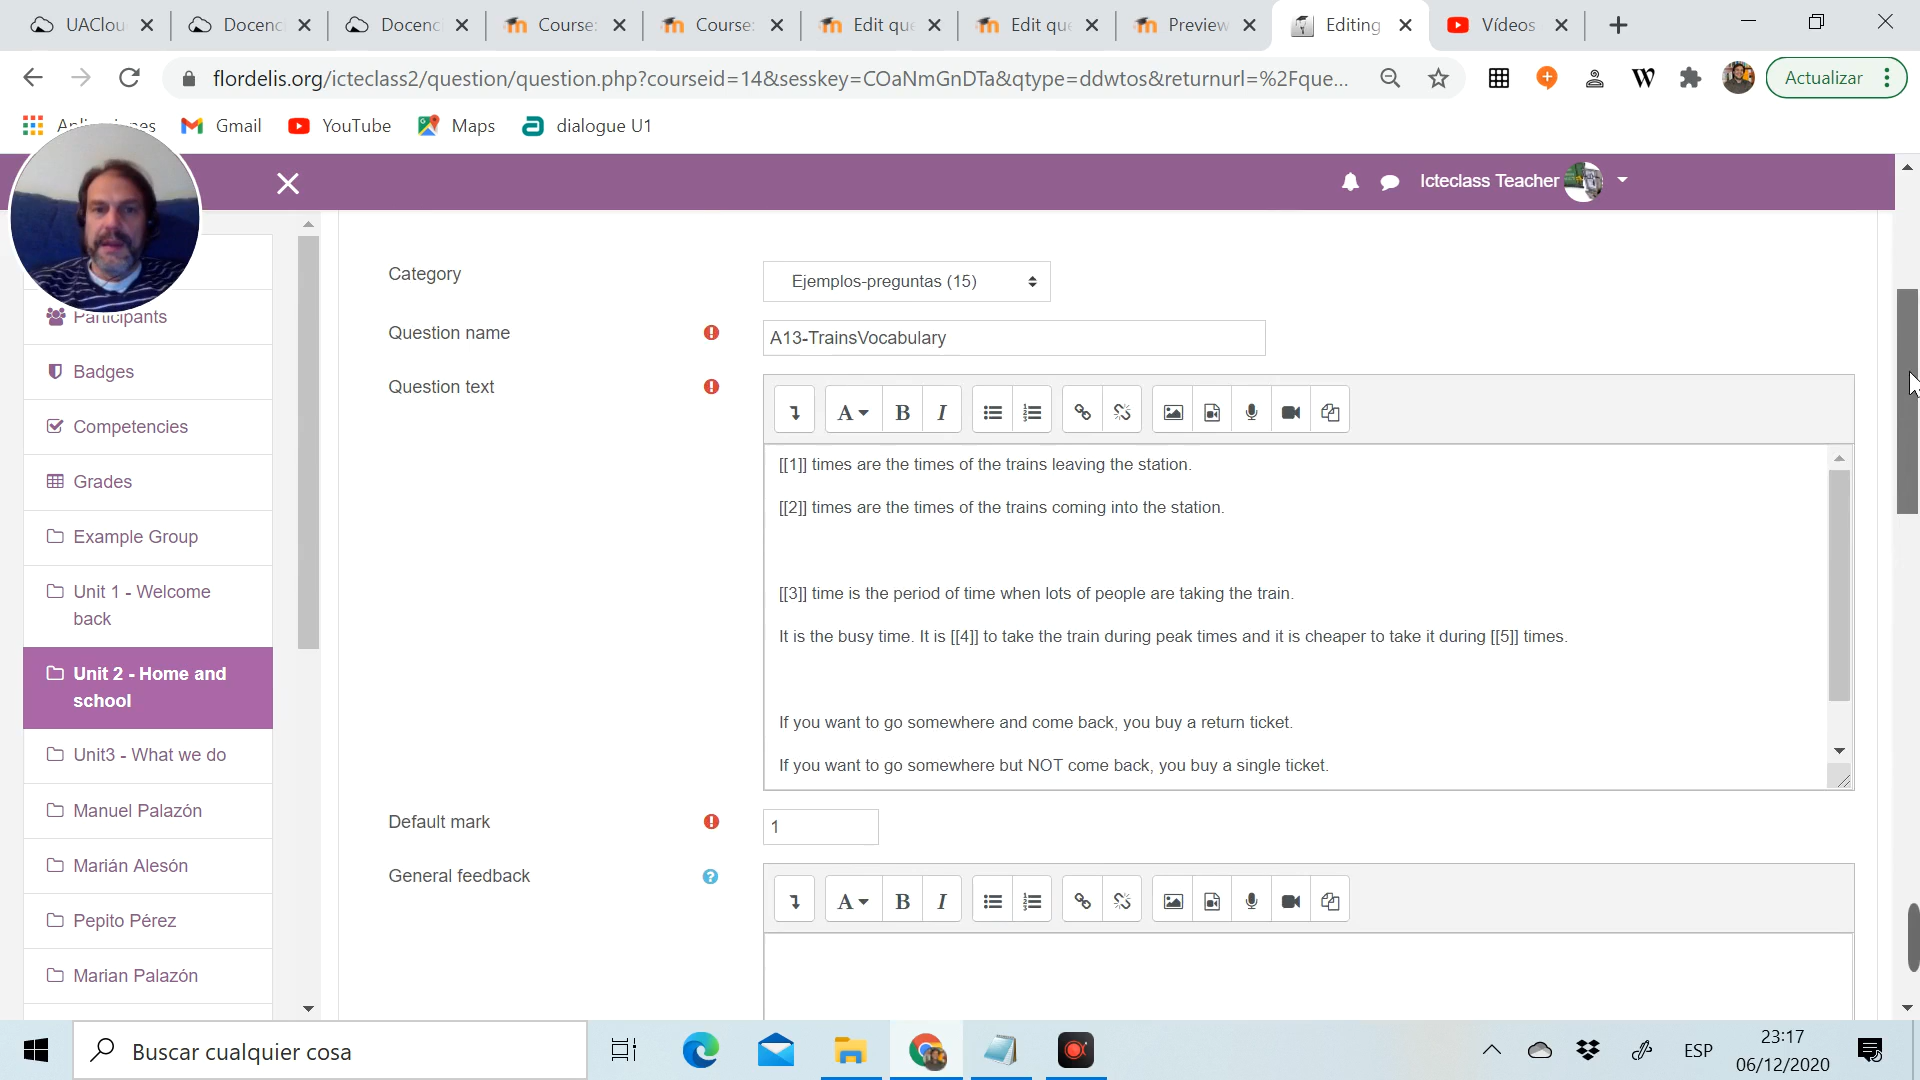 UAClou
Docenc
Docenc
Course:
Course:
Edit que
Edit que
Preview
Editing
Vídeos
flordelis.org/icteclass2/question/question.php?courseid=14&sesskey=COaNmGnDTa&qtype=ddwtos&returnurl=%2Fque...
Actualizar
Gmail
YouTube
Maps
dialogue U1
Icteclass Teacher
Participants
Badges
Competencies
Grades
Example Group
Unit 1 - Welcome
back
Unit 2 - Home and
school
Unit3 - What we do
Manuel Palazón
Marián Alesón
Pepito Pérez
Marian Palazón
Category
Ejemplos-preguntas (15)
Question name
A13-TrainsVocabulary
Question text
[[1]] times are the times of the trains leaving the station.
[[2]] times are the times of the trains coming into the station.
[[3]] time is the period of time when lots of people are taking the train.
It is the busy time. It is [[4]] to take the train during peak times and it is cheaper to take it during [[5]] times.
If you want to go somewhere and come back, you buy a return ticket.
If you want to go somewhere but NOT come back, you buy a single ticket.
Default mark
1
General feedback
Buscar cualquier cosa
ESP
23:17
06/12/2020